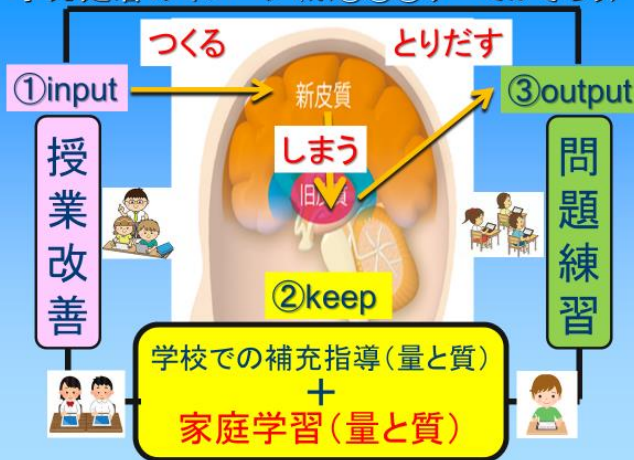 つくる
とりだす
①input
新皮質
③output
しまう
旧皮質
授業改善
問題練習
②keep
学校での補充指導（量と質）
＋
家庭学習（量と質）